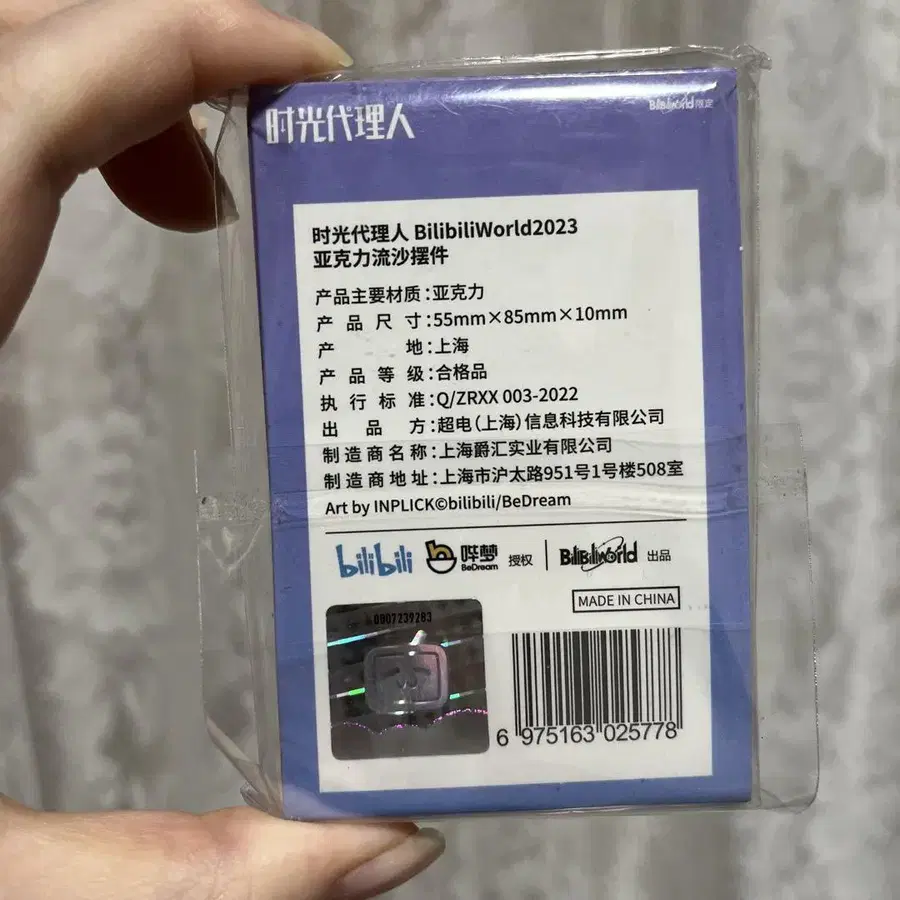 时光代理人
BilibiliWorld限定
时光代理人 BilibiliWorld2023
亚克力流沙摆件
产品主要材质:亚克力
产品尺寸:55mm×85mm×10mm
产地:上海
产品等级:合格品
执行标准:Q/ZRXX 003-2022
出品方:超电(上海)信息科技有限公司
制造商名称:上海爵汇实业有限公司
制造商地址:上海市沪太路951号1号楼508室
Art by INPLICK©bilibili/BeDream
bilibili 哔梦 BeDream 授权 | BiliBiliworld 出品
MADE IN CHINA
0907239283
6 975163 025778